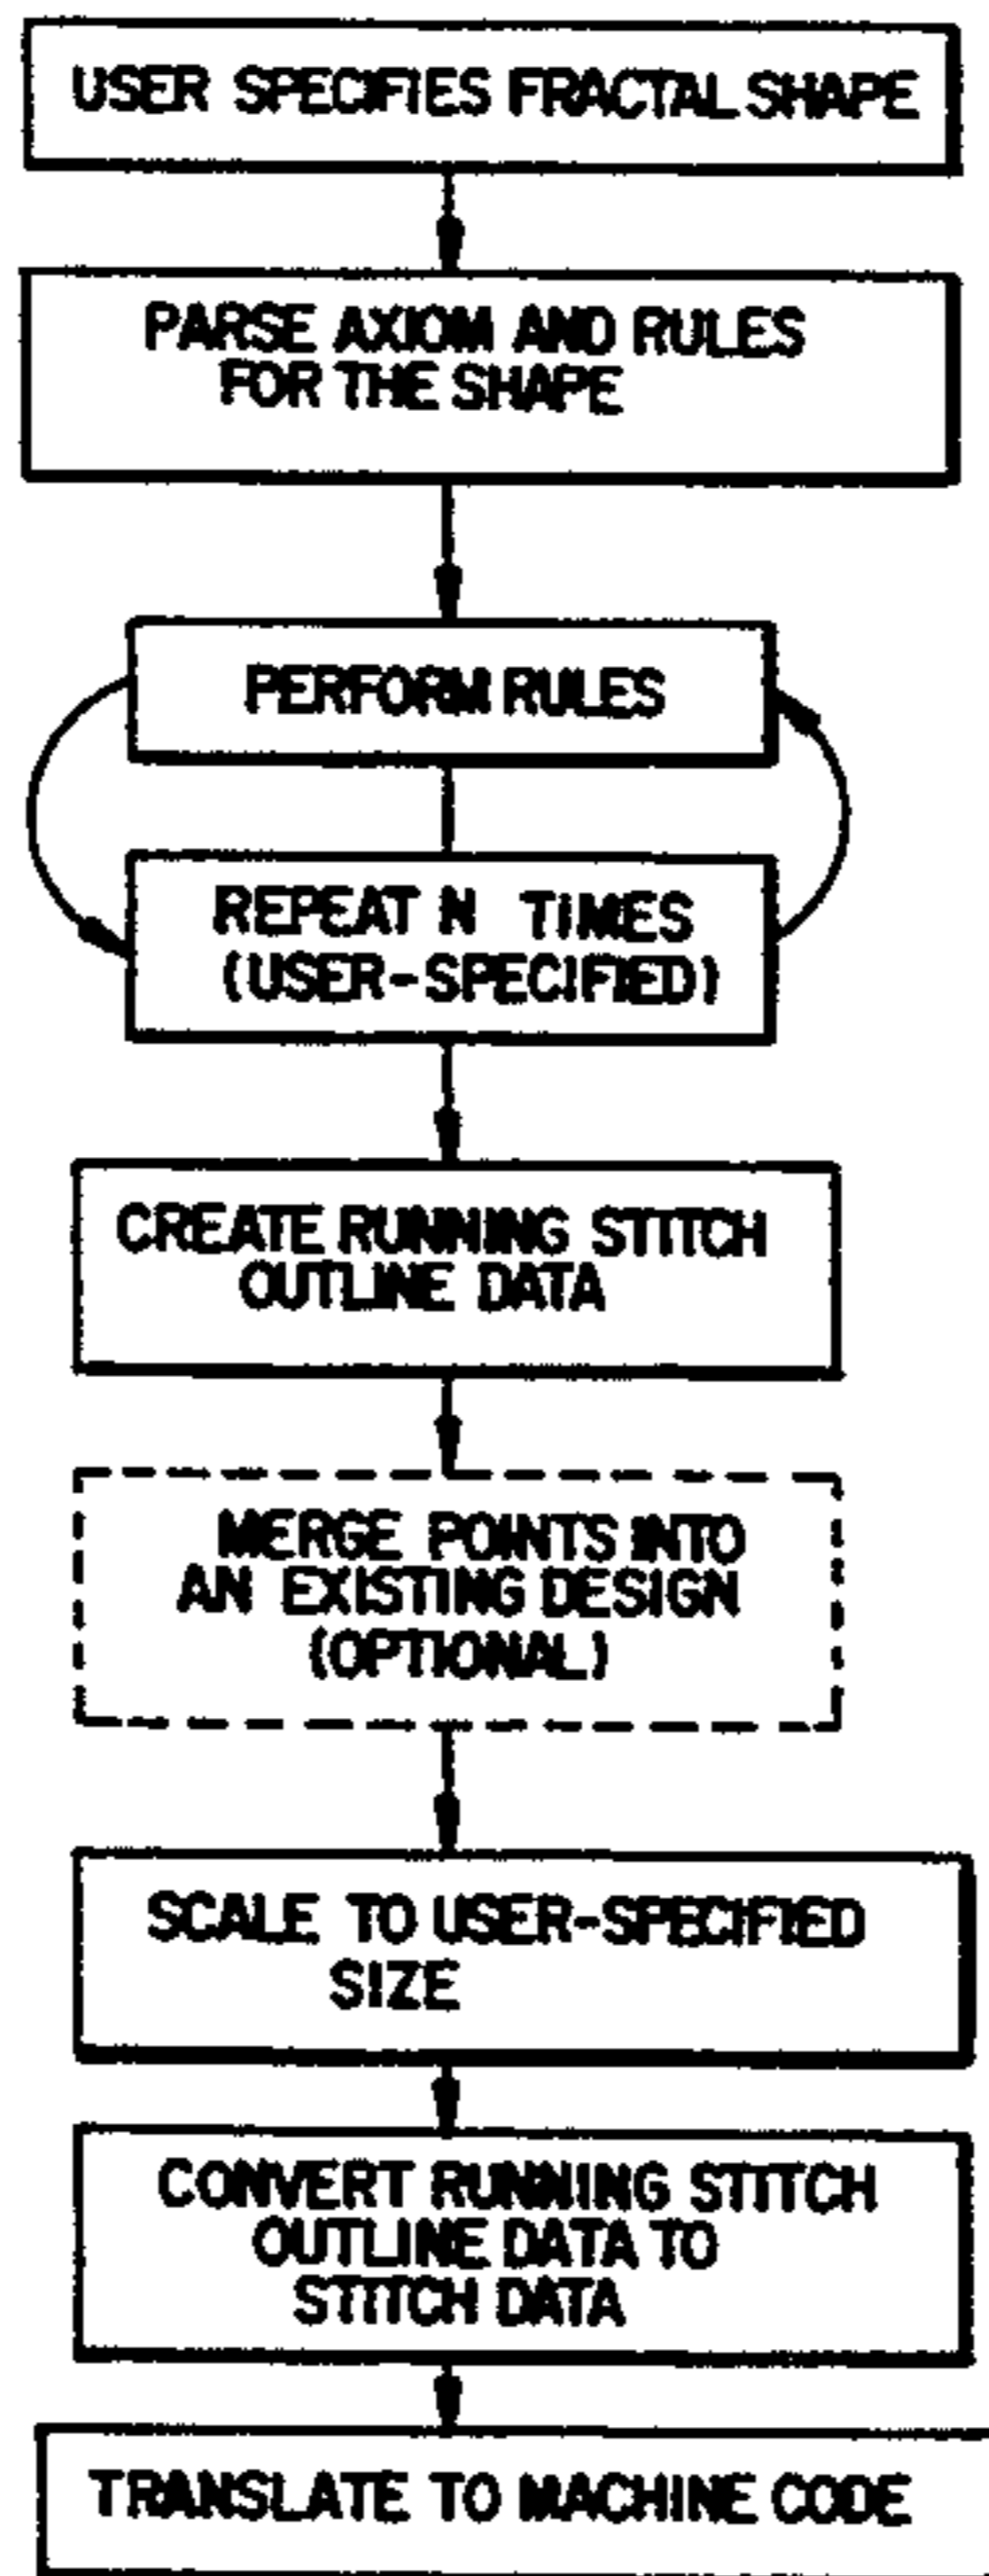 USER SPECIFIES FRACTAL SHAPE
PARSE AXIOM AND RULES
FOR THE SHAPE
PERFORM RULES
REPEAT N TIMES
(USER-SPECIFIED)
CREATE RUNNING STITCH
OUTLINE DATA
MERGE POINTS INTO
AN EXISTING DESIGN
(OPTIONAL)
SCALE TO USER-SPECIFIED
SIZE
CONVERT RUNNING STITCH
OUTLINE DATA TO
STITCH DATA
TRANSLATE TO MACHINE CODE